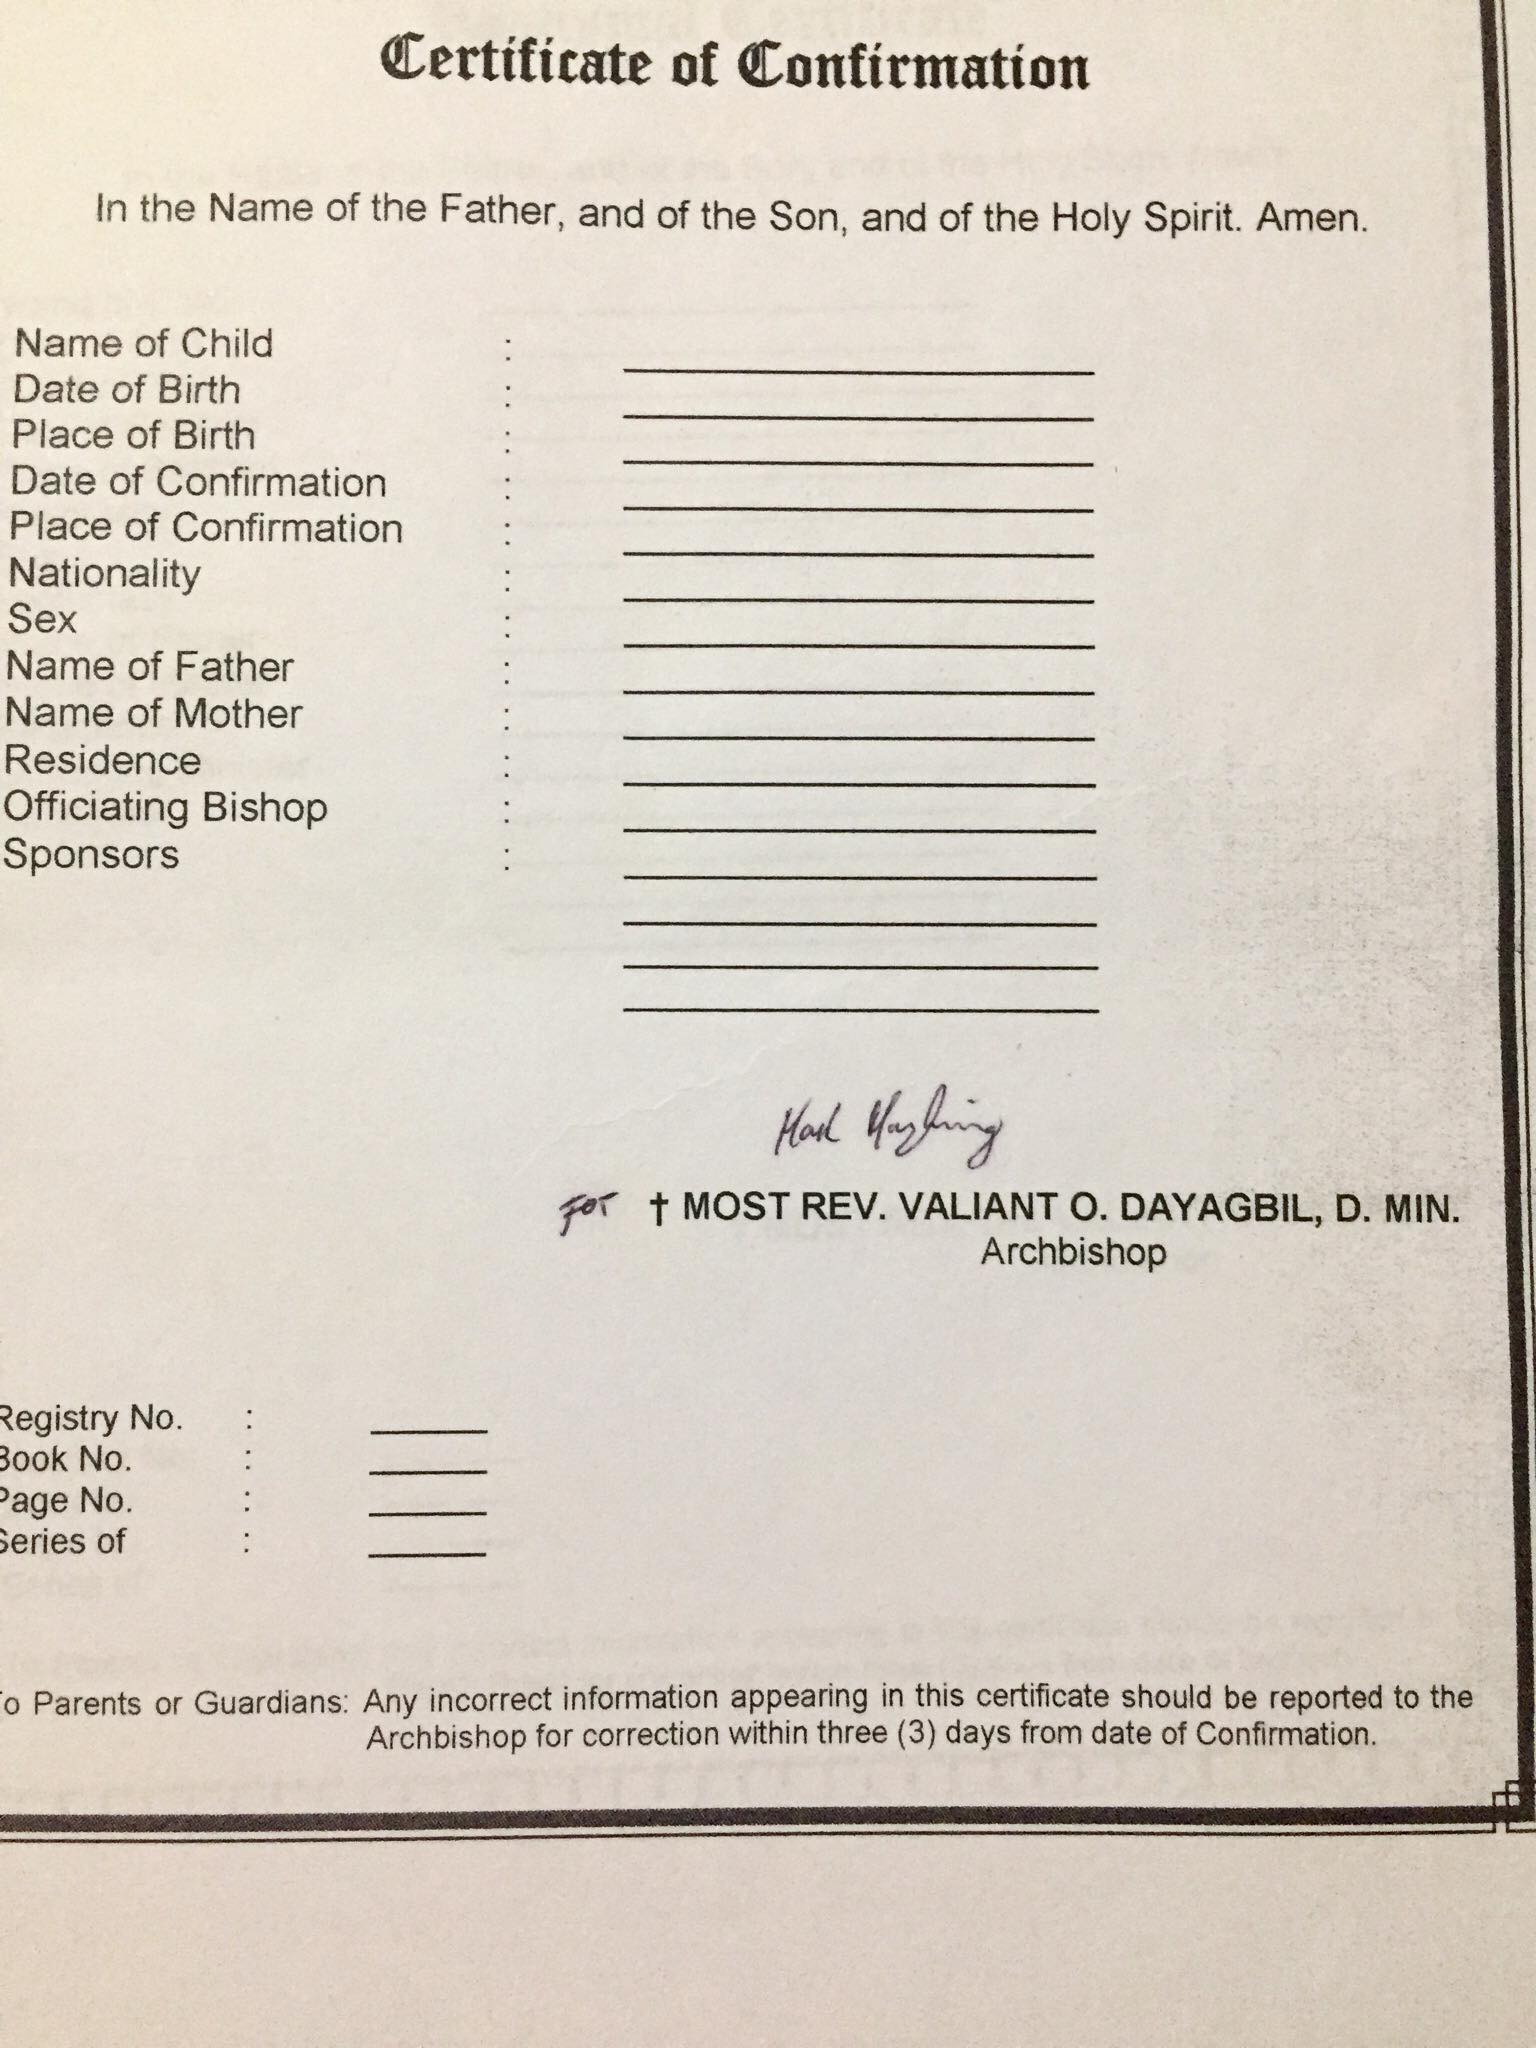 Certificate of Confirmation
In the Name of the Father, and of the Son, and of the Holy Spirit. Amen.
Name of Child :
Date of Birth :
Place of Birth :
Date of Confirmation :
Place of Confirmation :
Nationality :
Sex :
Name of Father :
Name of Mother :
Residence :
Officiating Bishop :
Sponsors :
FOR † MOST REV. VALIANT O. DAYAGBIL, D. MIN.
Archbishop
Registry No. :
Book No. :
Page No. :
Series of :
To Parents or Guardians: Any incorrect information appearing in this certificate should be reported to the
Archbishop for correction within three (3) days from date of Confirmation.